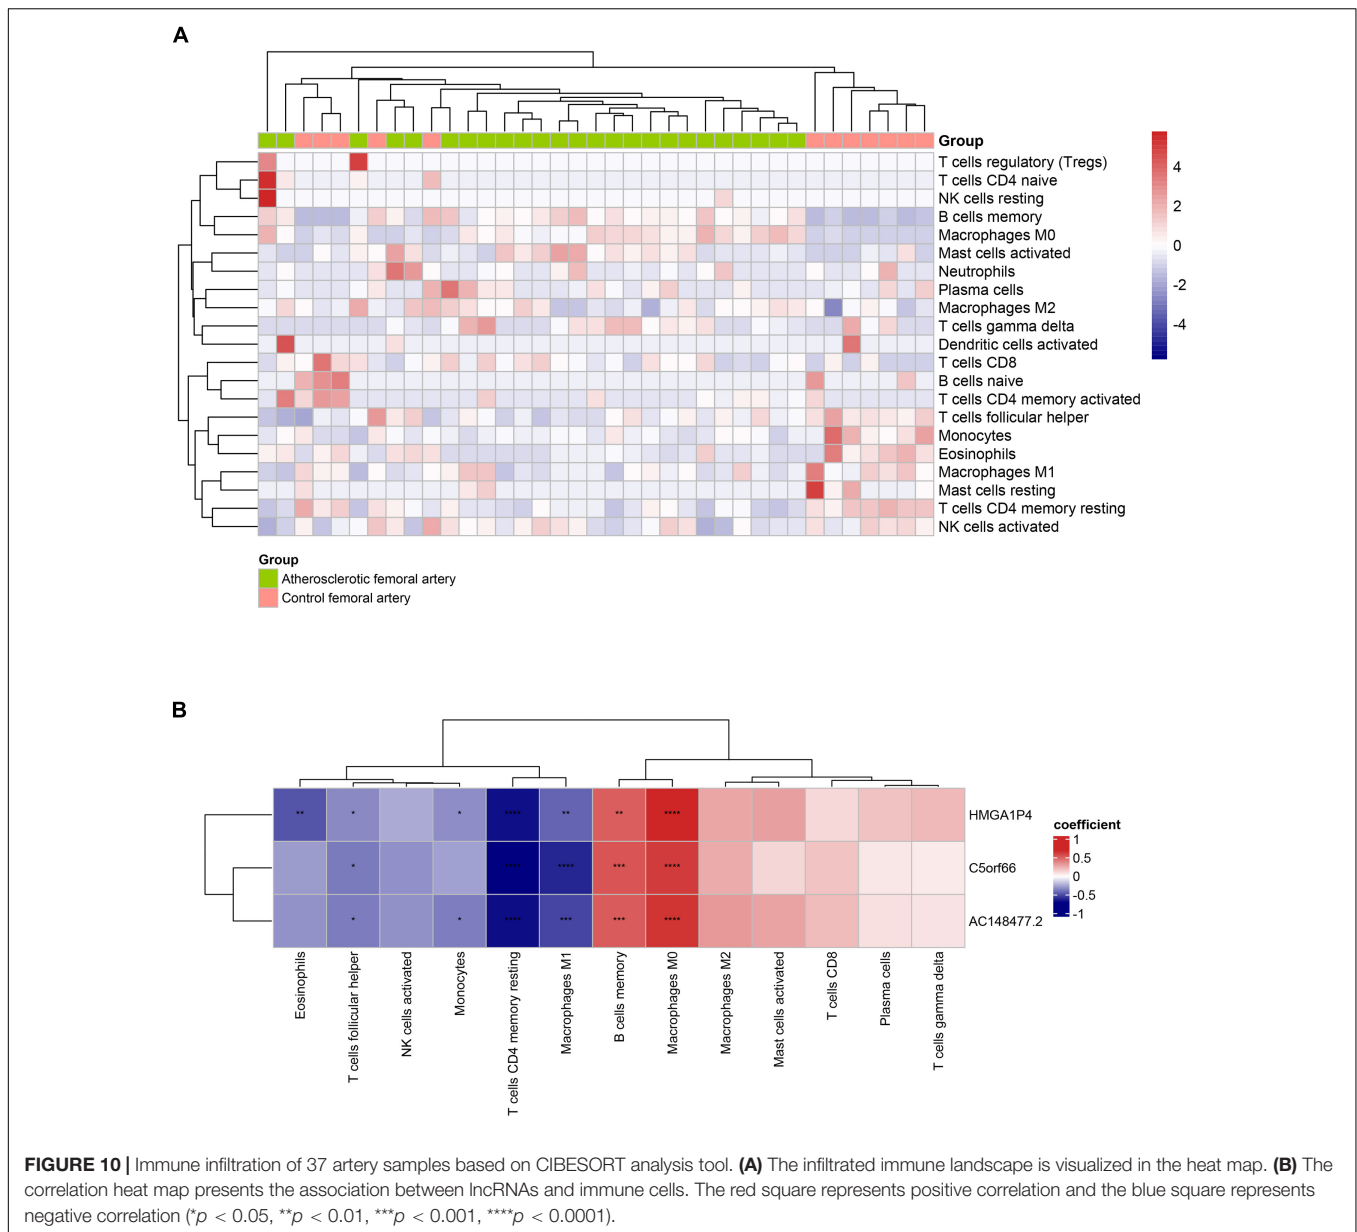 A
Group
T cells regulatory (Tregs)
T cells CD4 naive
NK cells resting
B cells memory
Macrophages M0
Mast cells activated
Neutrophils
Plasma cells
Macrophages M2
T cells gamma delta
Dendritic cells activated
T cells CD8
B cells naive
T cells CD4 memory activated
T cells follicular helper
Monocytes
Eosinophils
Macrophages M1
Mast cells resting
T cells CD4 memory resting
NK cells activated
4
2
0
-2
-4
Group
Atherosclerotic femoral artery
Control femoral artery
B
** * * **** ** ** ****
HMGA1P4
* **** **** *** ****
C5orf66
* * **** *** *** ****
AC148477.2
coefficient
1
0.5
0
-0.5
-1
Eosinophils
T cells follicular helper
NK cells activated
Monocytes
T cells CD4 memory resting
Macrophages M1
B cells memory
Macrophages M0
Macrophages M2
Mast cells activated
T cells CD8
Plasma cells
T cells gamma delta
FIGURE 10 | Immune infiltration of 37 artery samples based on CIBESORT analysis tool. (A) The infiltrated immune landscape is visualized in the heat map. (B) The
correlation heat map presents the association between lncRNAs and immune cells. The red square represents positive correlation and the blue square represents
negative correlation (*p < 0.05, **p < 0.01, ***p < 0.001, ****p < 0.0001).